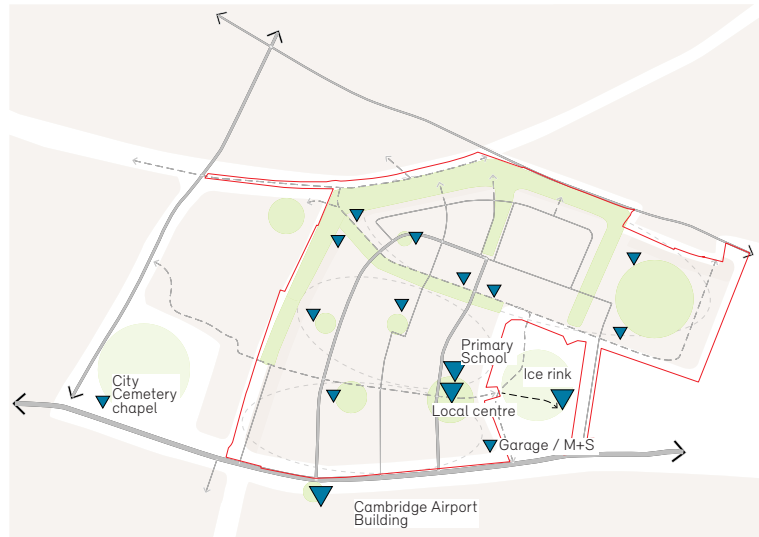 Primary
School
Ice rink
City
Cemetery
chapel
Local centre
Garage / M+S
Cambridge Airport
Building